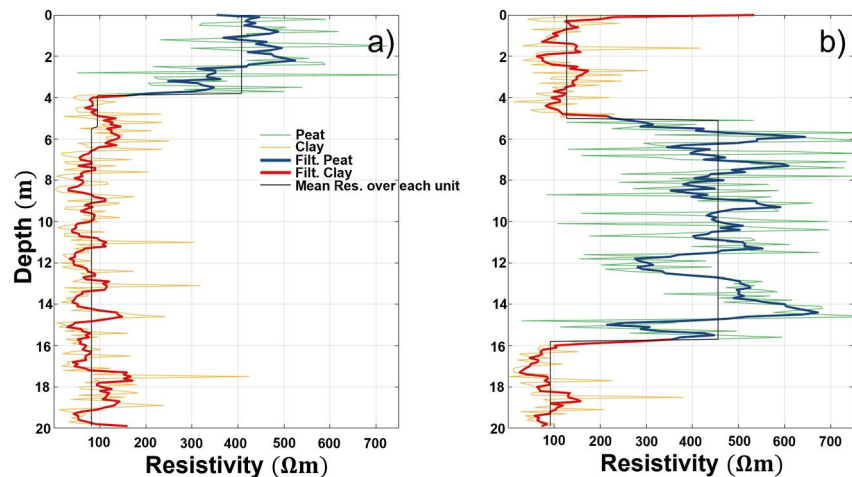 a)
b)
0
2
4
6
8
10
12
14
16
18
20
Depth (m)
Peat
Clay
Filt. Peat
Filt. Clay
Mean Res. over each unit
100 200 300 400 500 600 700
Resistivity (Ωm)
0
2
4
6
8
10
12
14
16
18
20
100 200 300 400 500 600 700
Resistivity (Ωm)